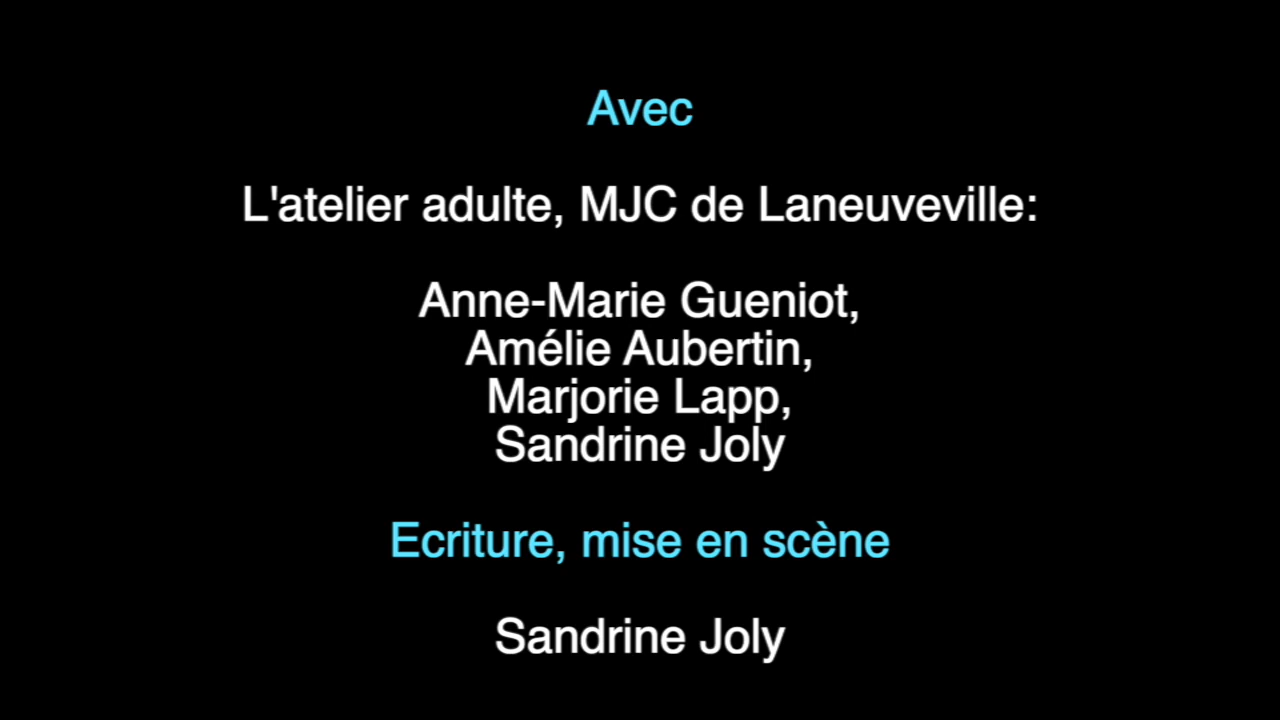 Avec
L'atelier adulte, MJC de Laneuveville:
Anne-Marie Gueniot,
Amélie Aubertin,
Marjorie Lapp,
Sandrine Joly
Ecriture, mise en scène
Sandrine Joly